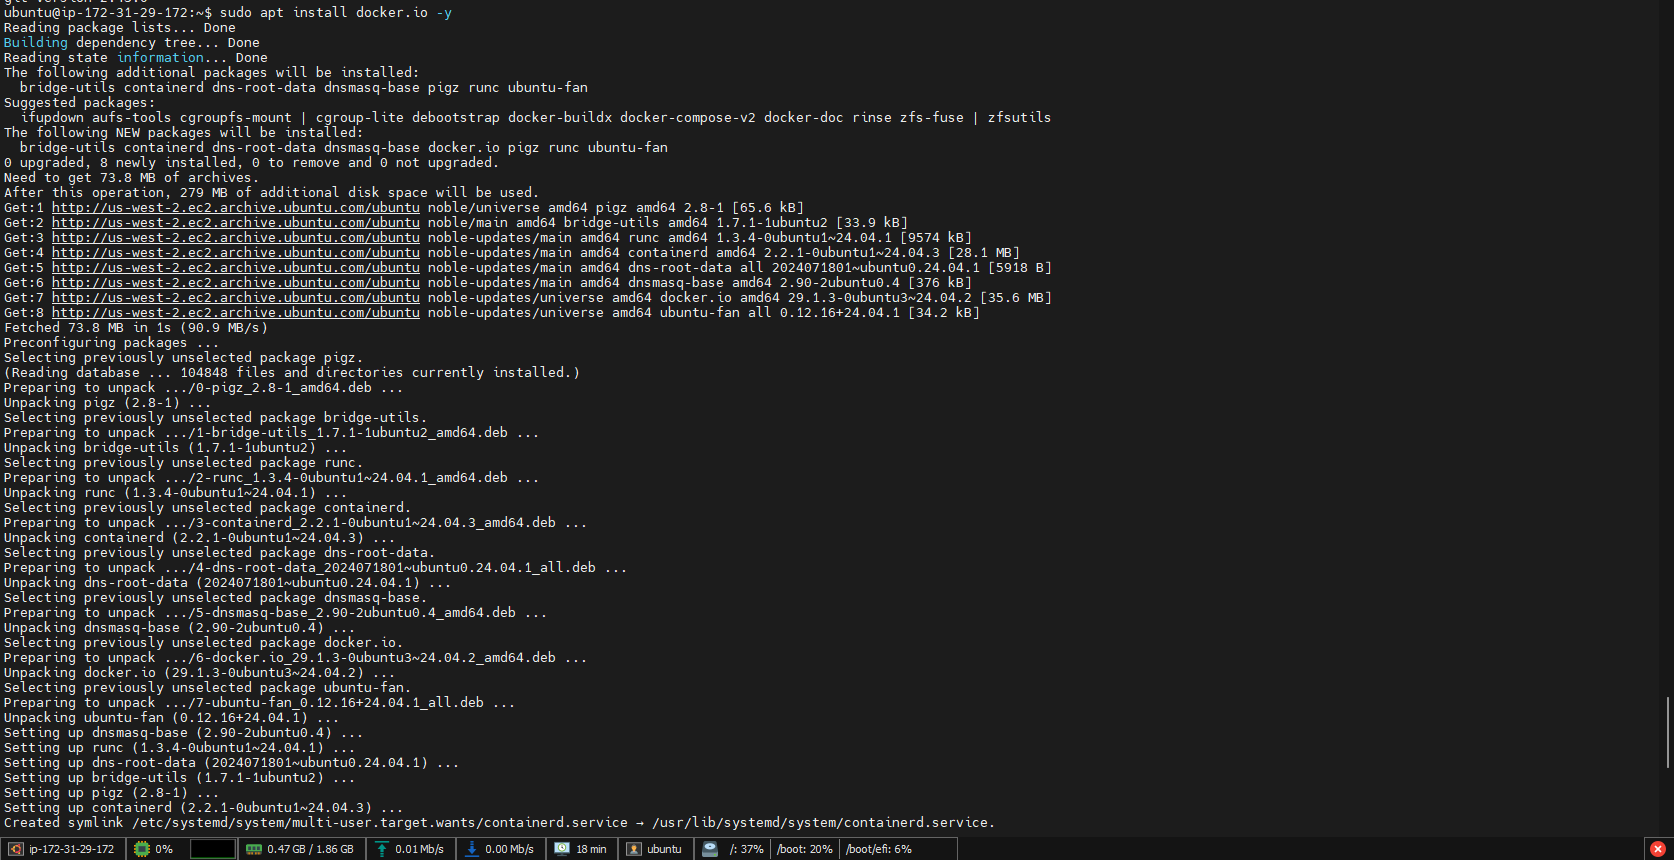 ubuntu@ip-172-31-29-172:~$ sudo apt install docker.io -y
Reading package lists... Done
Building dependency tree... Done
Reading state information... Done
The following additional packages will be installed:
  bridge-utils containerd dns-root-data dnsmasq-base pigz runc ubuntu-fan
Suggested packages:
  ifupdown aufs-tools cgroupfs-mount | cgroup-lite debootstrap docker-buildx docker-compose-v2 docker-doc rinse zfs-fuse | zfsutils
The following NEW packages will be installed:
  bridge-utils containerd dns-root-data dnsmasq-base docker.io pigz runc ubuntu-fan
0 upgraded, 8 newly installed, 0 to remove and 0 not upgraded.
Need to get 73.8 MB of archives.
After this operation, 279 MB of additional disk space will be used.
Get:1 http://us-west-2.ec2.archive.ubuntu.com/ubuntu noble/universe amd64 pigz amd64 2.8-1 [65.6 kB]
Get:2 http://us-west-2.ec2.archive.ubuntu.com/ubuntu noble/main amd64 bridge-utils amd64 1.7.1-1ubuntu2 [33.9 kB]
Get:3 http://us-west-2.ec2.archive.ubuntu.com/ubuntu noble-updates/main amd64 runc amd64 1.3.4-0ubuntu1~24.04.1 [9574 kB]
Get:4 http://us-west-2.ec2.archive.ubuntu.com/ubuntu noble-updates/main amd64 containerd amd64 2.2.1-0ubuntu1~24.04.3 [28.1 MB]
Get:5 http://us-west-2.ec2.archive.ubuntu.com/ubuntu noble-updates/main amd64 dns-root-data all 2024071801~ubuntu0.24.04.1 [5918 B]
Get:6 http://us-west-2.ec2.archive.ubuntu.com/ubuntu noble-updates/main amd64 dnsmasq-base amd64 2.90-2ubuntu0.4 [376 kB]
Get:7 http://us-west-2.ec2.archive.ubuntu.com/ubuntu noble-updates/universe amd64 docker.io amd64 29.1.3-0ubuntu3~24.04.2 [35.6 MB]
Get:8 http://us-west-2.ec2.archive.ubuntu.com/ubuntu noble-updates/universe amd64 ubuntu-fan all 0.12.16+24.04.1 [34.2 kB]
Fetched 73.8 MB in 1s (90.9 MB/s)
Preconfiguring packages ...
Selecting previously unselected package pigz.
(Reading database ... 104848 files and directories currently installed.)
Preparing to unpack .../0-pigz_2.8-1_amd64.deb ...
Unpacking pigz (2.8-1) ...
Selecting previously unselected package bridge-utils.
Preparing to unpack .../1-bridge-utils_1.7.1-1ubuntu2_amd64.deb ...
Unpacking bridge-utils (1.7.1-1ubuntu2) ...
Selecting previously unselected package runc.
Preparing to unpack .../2-runc_1.3.4-0ubuntu1~24.04.1_amd64.deb ...
Unpacking runc (1.3.4-0ubuntu1~24.04.1) ...
Selecting previously unselected package containerd.
Preparing to unpack .../3-containerd_2.2.1-0ubuntu1~24.04.3_amd64.deb ...
Unpacking containerd (2.2.1-0ubuntu1~24.04.3) ...
Selecting previously unselected package dns-root-data.
Preparing to unpack .../4-dns-root-data_2024071801~ubuntu0.24.04.1_all.deb ...
Unpacking dns-root-data (2024071801~ubuntu0.24.04.1) ...
Selecting previously unselected package dnsmasq-base.
Preparing to unpack .../5-dnsmasq-base_2.90-2ubuntu0.4_amd64.deb ...
Unpacking dnsmasq-base (2.90-2ubuntu0.4) ...
Selecting previously unselected package docker.io.
Preparing to unpack .../6-docker.io_29.1.3-0ubuntu3~24.04.2_amd64.deb ...
Unpacking docker.io (29.1.3-0ubuntu3~24.04.2) ...
Selecting previously unselected package ubuntu-fan.
Preparing to unpack .../7-ubuntu-fan_0.12.16+24.04.1_all.deb ...
Unpacking ubuntu-fan (0.12.16+24.04.1) ...
Setting up dnsmasq-base (2.90-2ubuntu0.4) ...
Setting up runc (1.3.4-0ubuntu1~24.04.1) ...
Setting up dns-root-data (2024071801~ubuntu0.24.04.1) ...
Setting up bridge-utils (1.7.1-1ubuntu2) ...
Setting up pigz (2.8-1) ...
Setting up containerd (2.2.1-0ubuntu1~24.04.3) ...
Created symlink /etc/systemd/system/multi-user.target.wants/containerd.service → /usr/lib/systemd/system/containerd.service.
ip-172-31-29-172 0% 0.47 GB / 1.86 GB 0.01 Mb/s 0.00 Mb/s 18 min ubuntu /: 37% /boot: 20% /boot/efi: 6%